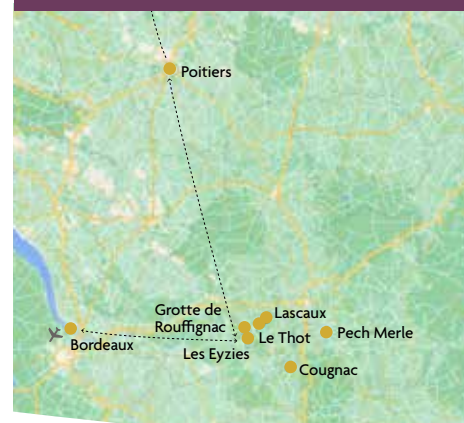 Poitiers
Grotte de
Rouffignac
Lascaux
Le Thot
Pech Merle
Bordeaux
Les Eyzies
Cougnac